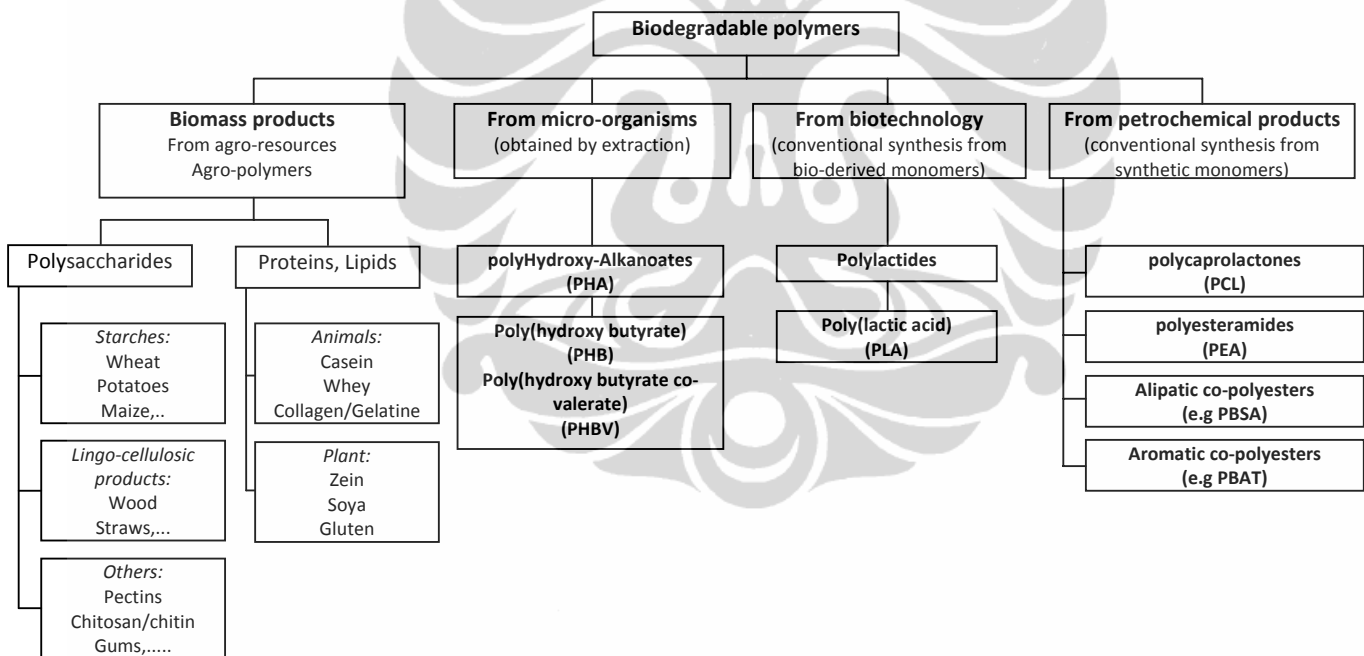 Biodegradable polymers
Biomass products
From agro-resources
Agro-polymers
From micro-organisms
(obtained by extraction)
From biotechnology
(conventional synthesis from
bio-derived monomers)
From petrochemical products
(conventional synthesis from
synthetic monomers)
Polysaccharides
Proteins, Lipids
polyHydroxy-Alkanoates
(PHA)
Polylactides
polycaprolactones
(PCL)
Starches:
Wheat
Potatoes
Maize,..
Animals:
Casein
Whey
Collagen/Gelatine
Poly(hydroxy butyrate)
(PHB)
Poly(hydroxy butyrate co-
valerate)
(PHBV)
Poly(lactic acid)
(PLA)
polyesteramides
(PEA)
Alipatic co-polyesters
(e.g PBSA)
Lingo-cellulosic
products:
Wood
Straws,...
Plant:
Zein
Soya
Gluten
Aromatic co-polyesters
(e.g PBAT)
Others:
Pectins
Chitosan/chitin
Gums,.....